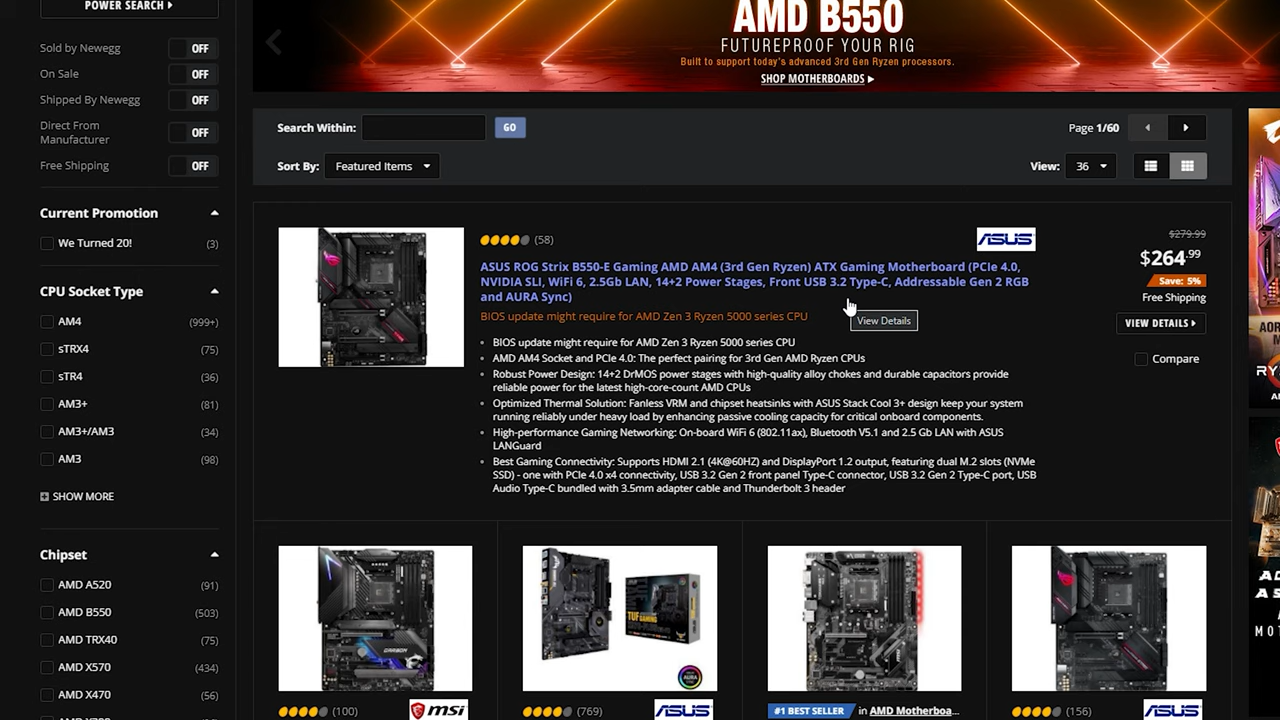 POWER SEARCH
Sold by Newegg OFF
On Sale OFF
Shipped By Newegg OFF
Direct From
Manufacturer OFF
Free Shipping OFF
Current Promotion
We Turned 20! (3)
CPU Socket Type
AM4 (999+)
sTRX4 (75)
sTR4 (36)
AM3+ (81)
AM3+/AM3 (34)
AM3 (98)
SHOW MORE
Chipset
AMD A520 (91)
AMD B550 (503)
AMD TRX40 (75)
AMD X570 (434)
AMD X470 (56)
AMD B550
FUTUREPROOF YOUR RIG
Built to support today's advanced 3rd Gen Ryzen processors.
SHOP MOTHERBOARDS
Search Within: GO
Page 1/60
Sort By: Featured Items
View: 36
(58)
ASUS
ASUS ROG Strix B550-E Gaming AMD AM4 (3rd Gen Ryzen) ATX Gaming Motherboard (PCIe 4.0,
NVIDIA SLI, WiFi 6, 2.5Gb LAN, 14+2 Power Stages, Front USB 3.2 Type-C, Addressable Gen 2 RGB
and AURA Sync)
BIOS update might require for AMD Zen 3 Ryzen 5000 series CPU
View Details
BIOS update might require for AMD Zen 3 Ryzen 5000 series CPU
AMD AM4 Socket and PCIe 4.0: The perfect pairing for 3rd Gen AMD Ryzen CPUs
Robust Power Design: 14+2 DrMOS power stages with high-quality alloy chokes and durable capacitors provide
reliable power for the latest high-core-count AMD CPUs
Optimized Thermal Solution: Fanless VRM and chipset heatsinks with ASUS Stack Cool 3+ design keep your system
running reliably under heavy load by enhancing passive cooling capacity for critical onboard components.
High-performance Gaming Networking: On-board WiFi 6 (802.11ax), Bluetooth V5.1 and 2.5 Gb LAN with ASUS
LANGuard
Best Gaming Connectivity: Supports HDMI 2.1 (4K@60HZ) and DisplayPort 1.2 output, featuring dual M.2 slots (NVMe
SSD) - one with PCIe 4.0 x4 connectivity, USB 3.2 Gen 2 front panel Type-C connector, USB 3.2 Gen 2 Type-C port, USB
Audio Type-C bundled with 3.5mm adapter cable and Thunderbolt 3 header
$279.99
$264.99
Save: 5%
Free Shipping
VIEW DETAILS
Compare
TUF GAMING
(100)
msi
(769)
ASUS
#1 BEST SELLER in AMD Motherboa...
(156)
ASUS